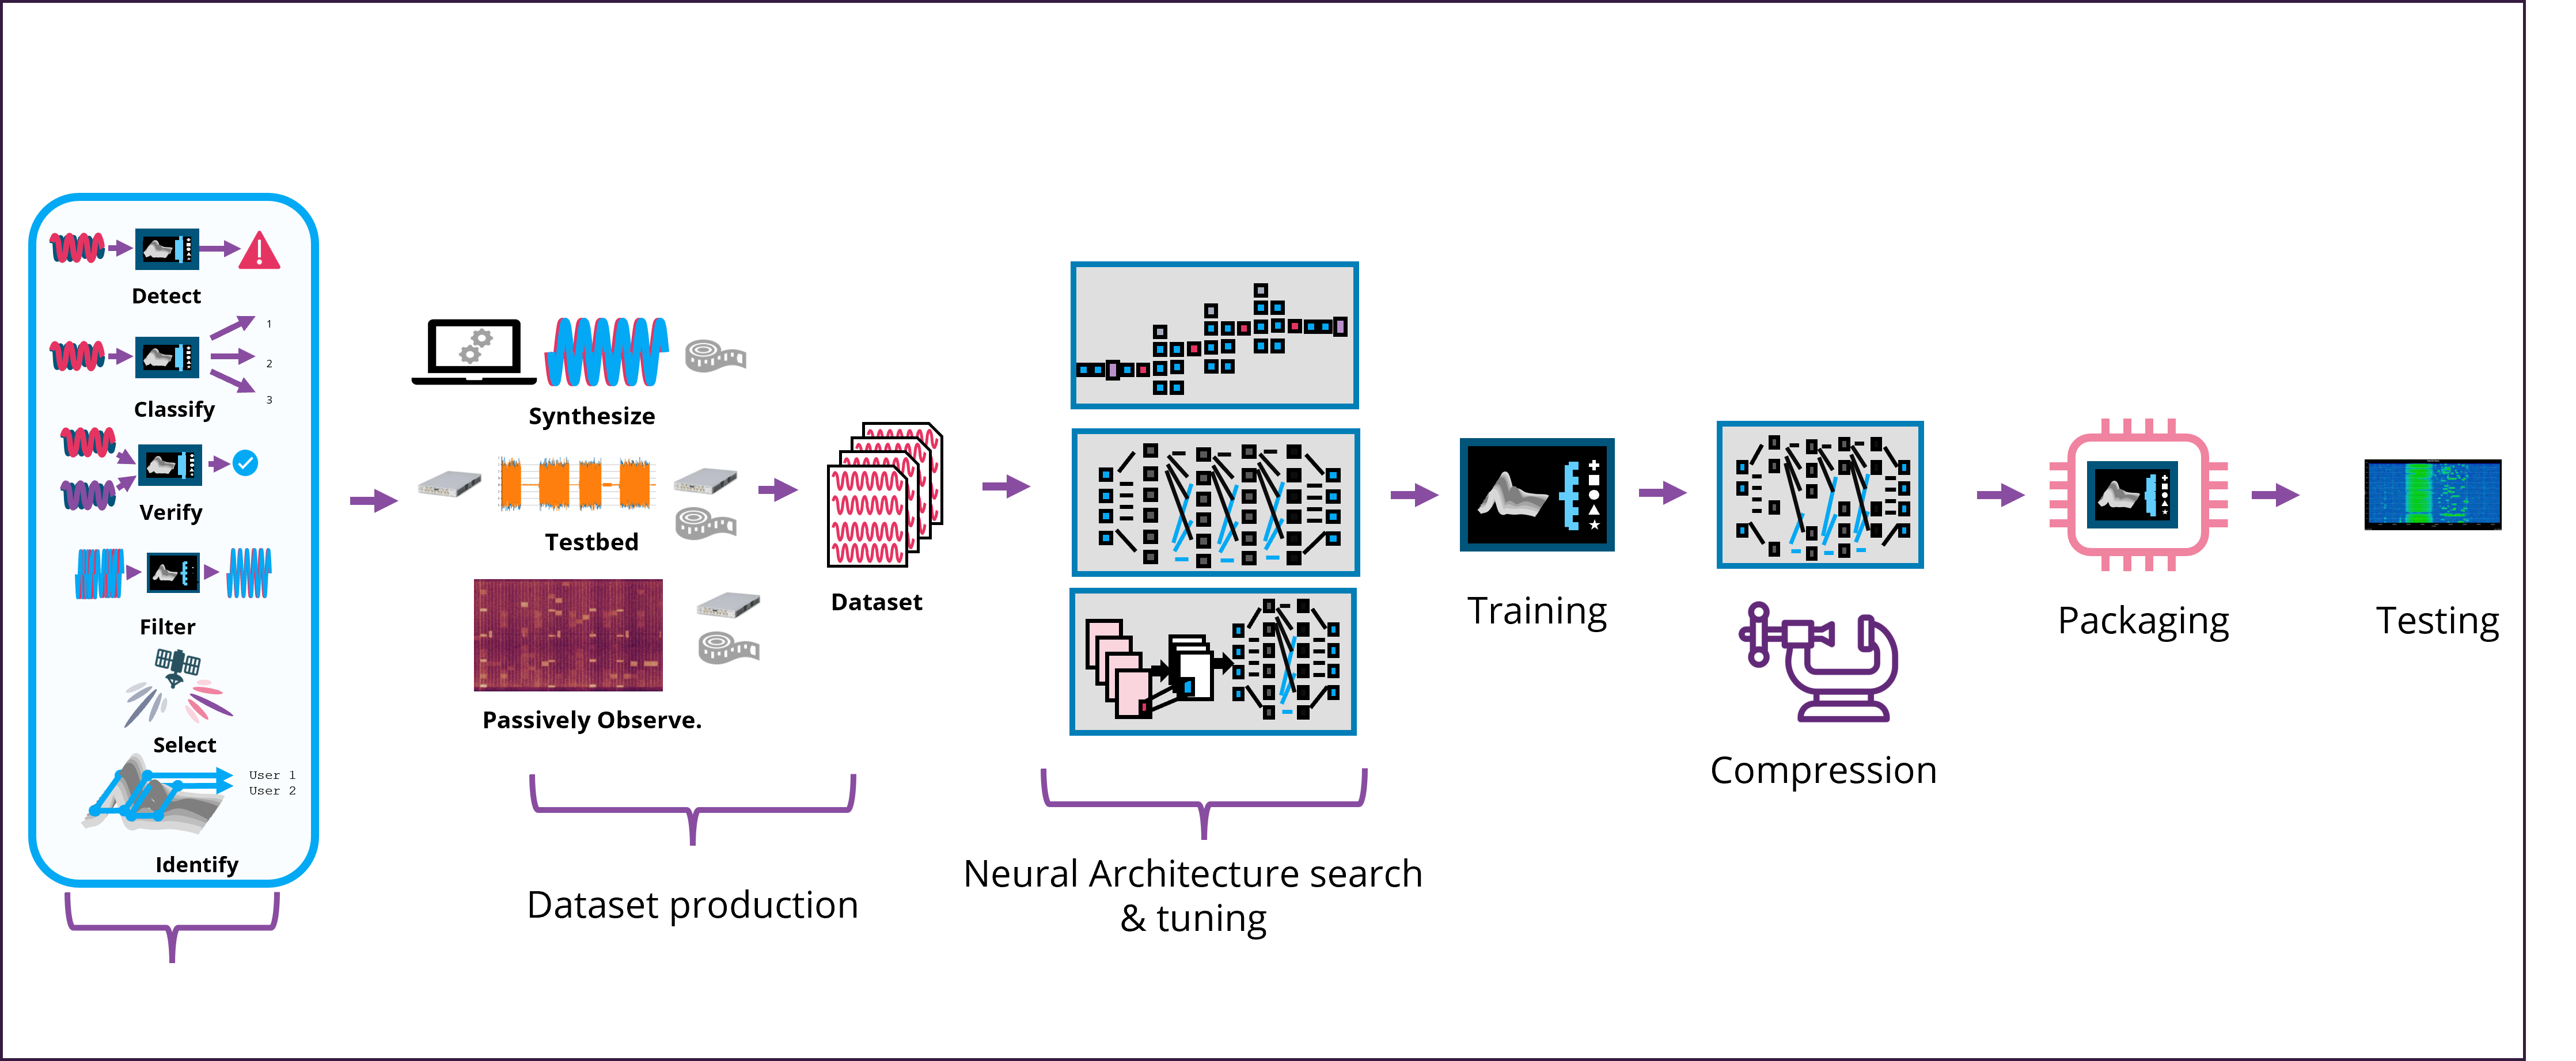 Detect
1
2
3
Classify
Verify
Filter
Select
User 1
User 2
Identify
Synthesize
Testbed
Passively Observe.
Dataset
Dataset production
Neural Architecture search
& tuning
Training
Compression
Packaging
Testing